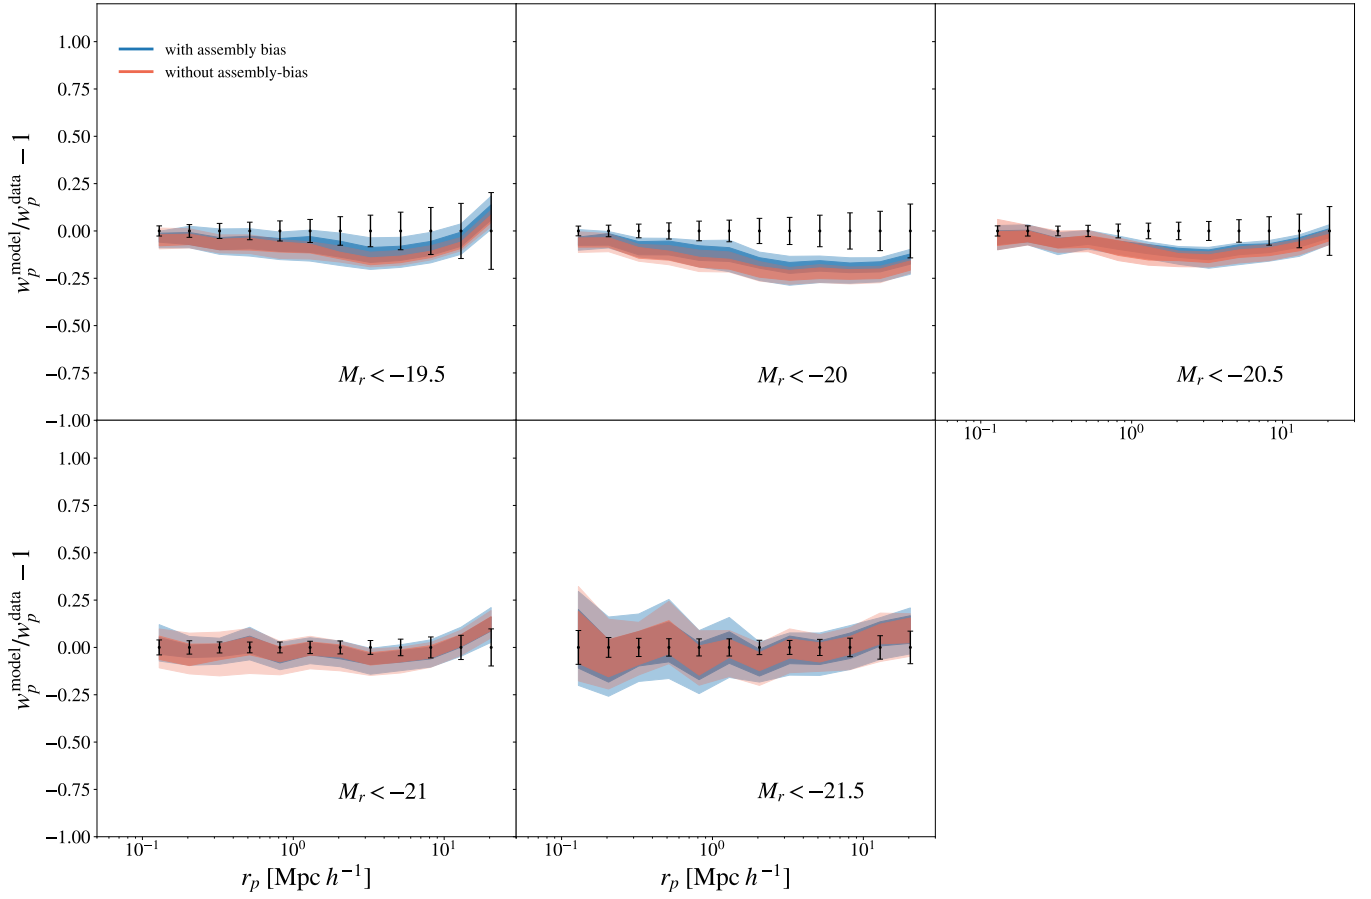 with assembly bias
without assembly-bias
1.00
0.75
0.50
0.25
0.00
−0.25
−0.50
−0.75
−1.00
w_p^model/w_p^data − 1
M_r < −19.5
M_r < −20
M_r < −20.5
10^−1 10^0 10^1
1.00
0.75
0.50
0.25
0.00
−0.25
−0.50
−0.75
−1.00
w_p^model/w_p^data − 1
M_r < −21
M_r < −21.5
10^−1 10^0 10^1
10^−1 10^0 10^1
r_p [Mpc h^−1]
r_p [Mpc h^−1]